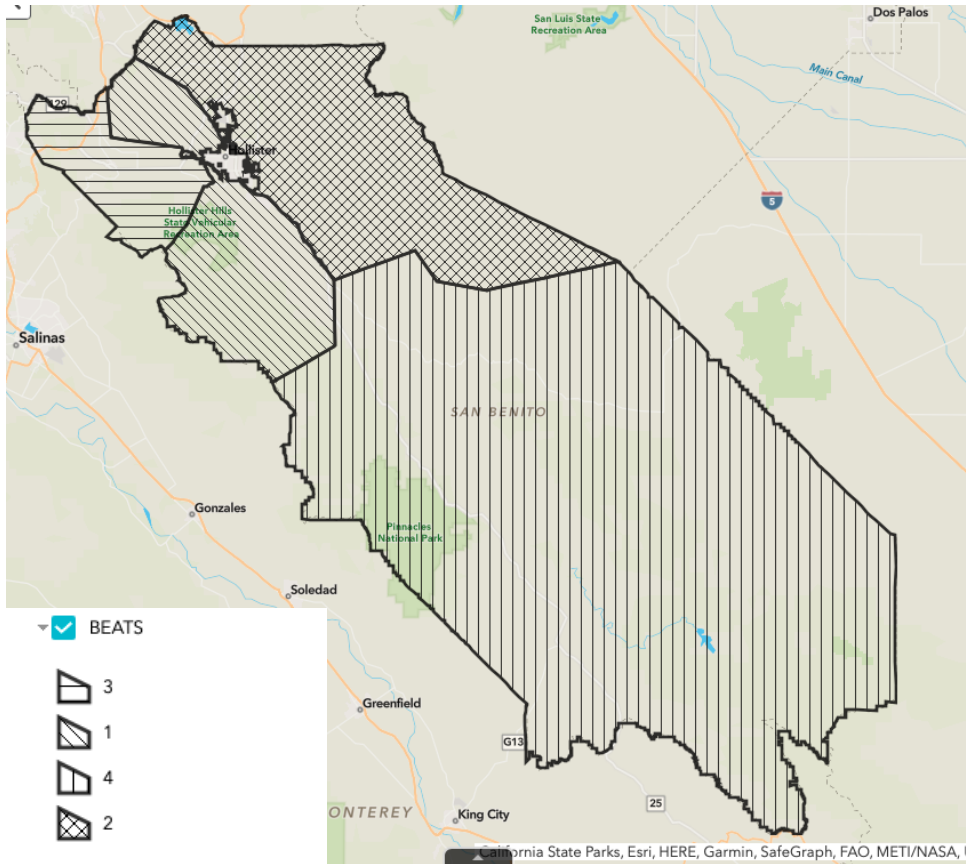 Dos Palos
San Luis State
Recreation Area
Main Canal
129
Hollister
5
Hollister Hills
State Vehicular
Recreation Area
Salinas
SAN BENITO
Gonzales
Pinnacles
National Park
Soledad
BEATS
3
1
4
2
Greenfield
G13
25
ONTEREY
King City
California State Parks, Esri, HERE, Garmin, SafeGraph, FAO, METI/NASA,